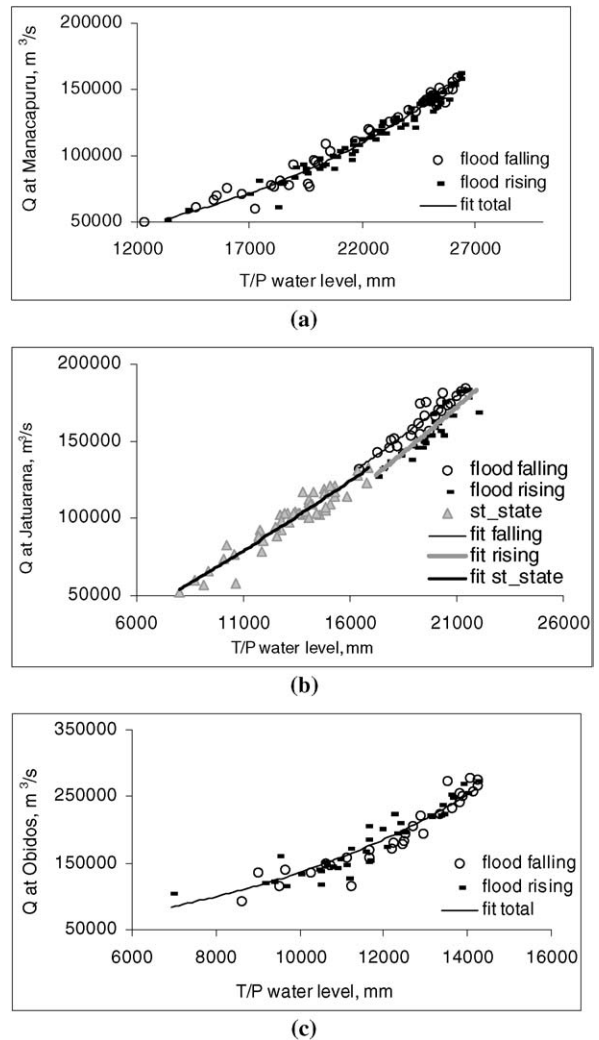 Q at Manacapuru, m ³/s
200000
150000
100000
50000
12000 17000 22000 27000
flood falling
flood rising
fit total
T/P water level, mm
(a)
Q at Jatuarana, m³/s
200000
150000
100000
50000
6000 11000 16000 21000 26000
flood falling
flood rising
st_state
fit falling
fit rising
fit st_state
T/P water level, mm
(b)
Q at Obidos, m ³/s
350000
250000
150000
50000
6000 8000 10000 12000 14000 16000
flood falling
flood rising
fit total
T/P water level, mm
(c)